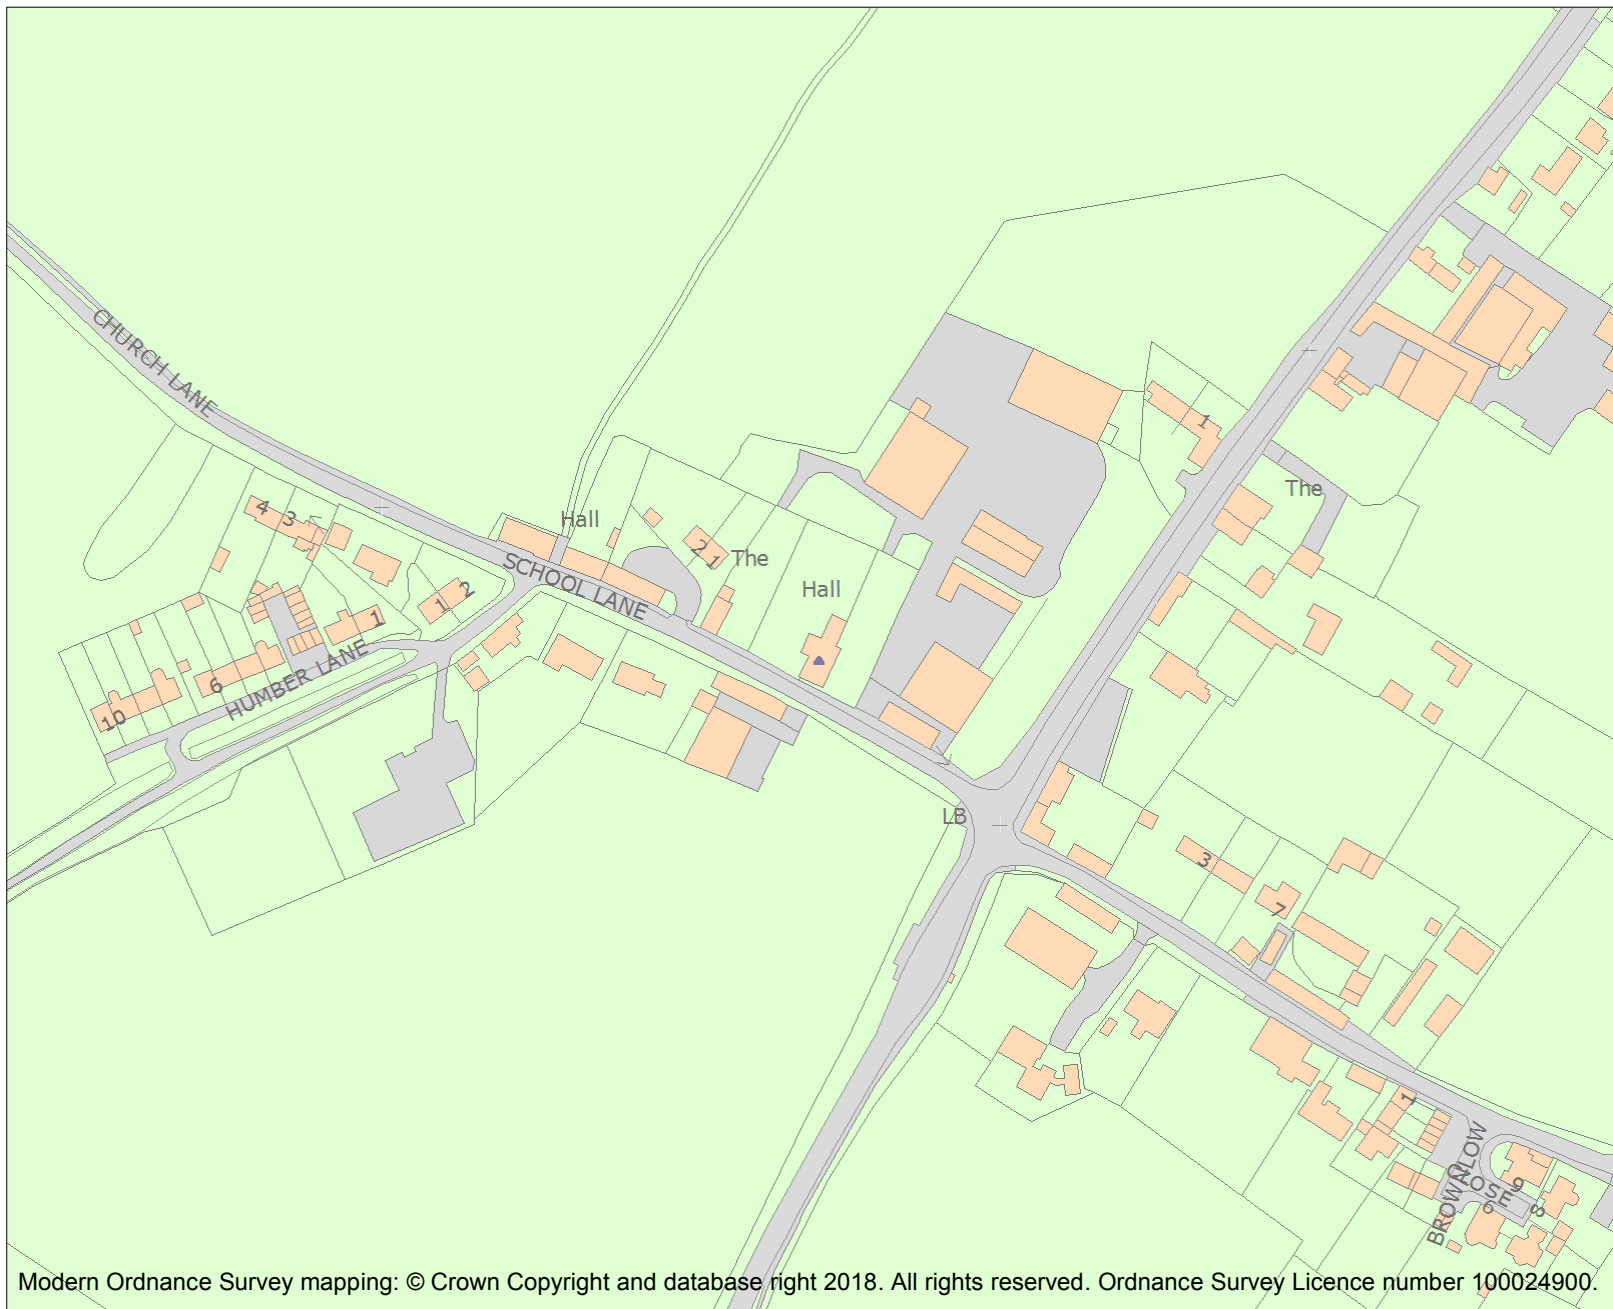 CHURCH LANE
Hall
4
3
SCHOOL LANE
2
1
The
Hall
1
The
1
2
1
HUMBER LANE
6
10
LB
3
7
1
BROWNLOW
CLOSE
9
8
6
Modern Ordnance Survey mapping: © Crown Copyright and database right 2018. All rights reserved. Ordnance Survey Licence number 100024900.